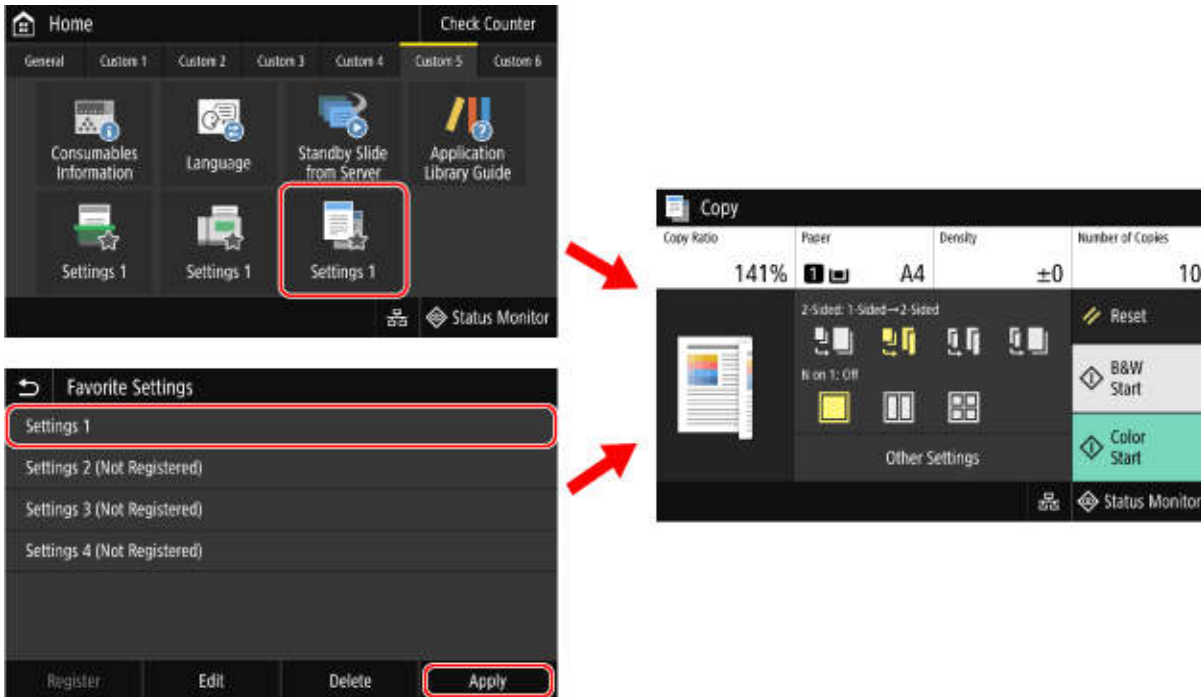 Home
Check Counter
General
Custom 1
Custom 2
Custom 3
Custom 4
Custom 5
Custom 6
Consumables
Information
Language
Standby Slide
from Server
Application
Library Guide
Settings 1
Settings 1
Settings 1
Status Monitor
Favorite Settings
Settings 1
Settings 2 (Not Registered)
Settings 3 (Not Registered)
Settings 4 (Not Registered)
Register
Edit
Delete
Apply
Copy
Copy Ratio
Paper
Density
Number of Copies
141%
1
A4
±0
10
2-Sided: 1-Sided→2-Sided
Reset
N on 1: Off
B&W
Start
Other Settings
Color
Start
Status Monitor